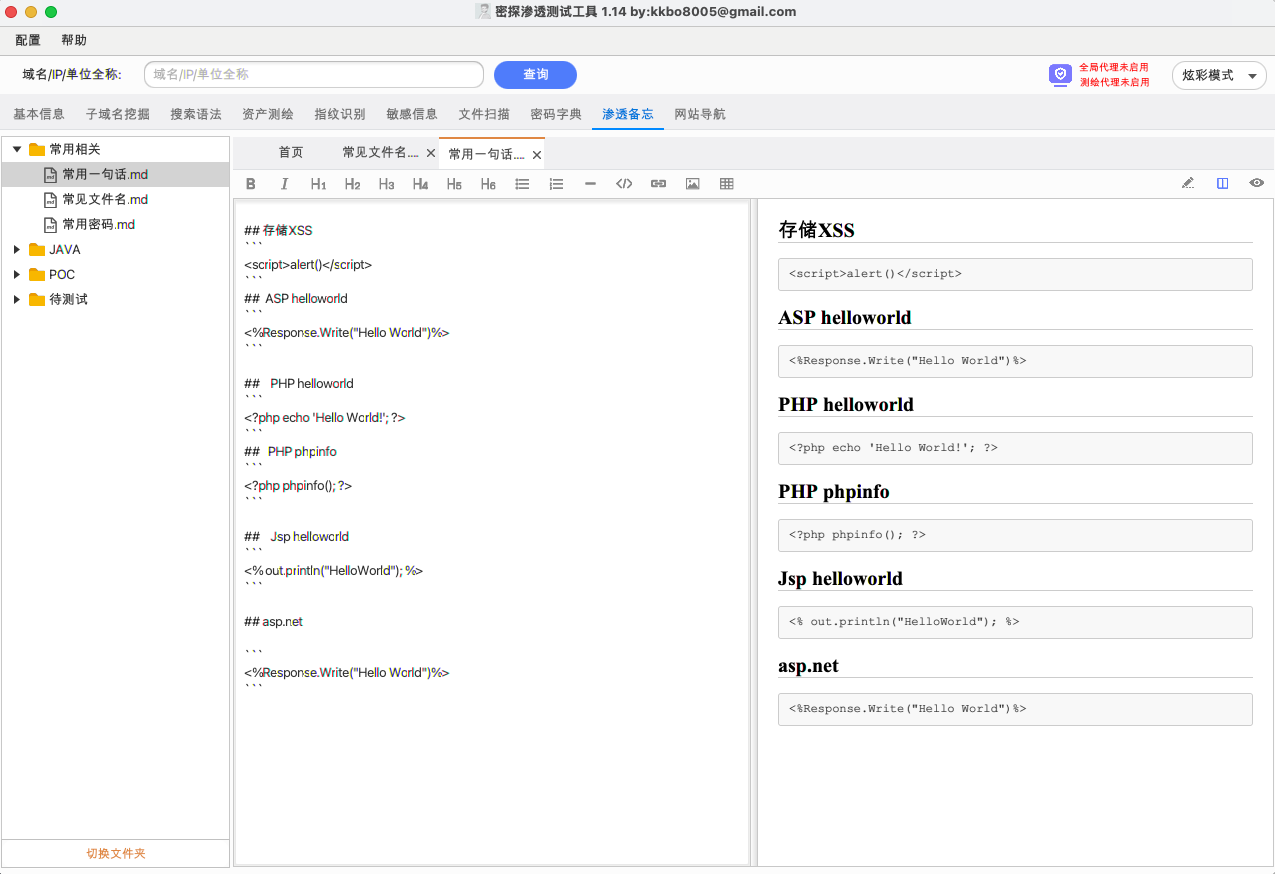 密探渗透测试工具 1.14 by:kkbo8005@gmail.com
配置 帮助
域名/IP/单位全称: 域名/IP/单位全称 查询 全局代理未启用 炫彩模式
测绘代理未启用
基本信息 子域名挖掘 搜索语法 资产测绘 指纹识别 敏感信息 文件扫描 密码字典 渗透备忘 网站导航
常用相关
常用一句话.md
常见文件名.md
常用密码.md
JAVA
POC
待测试
切换文件夹
首页 常见文件名.... 常用一句话....
B I H1 H2 H3 H4 H5 H6
## 存储XSS
```
<script>alert()</script>
```
## ASP helloworld
```
<%Response.Write("Hello World")%>
```
## PHP helloworld
```
<?php echo 'Hello World!'; ?>
```
## PHP phpinfo
```
<?php phpinfo(); ?>
```
## Jsp helloworld
```
<% out.println("HelloWorld"); %>
```
## asp.net
```
<%Response.Write("Hello World")%>
```
存储XSS
<script>alert()</script>
ASP helloworld
<%Response.Write("Hello World")%>
PHP helloworld
<?php echo 'Hello World!'; ?>
PHP phpinfo
<?php phpinfo(); ?>
Jsp helloworld
<% out.println("HelloWorld"); %>
asp.net
<%Response.Write("Hello World")%>